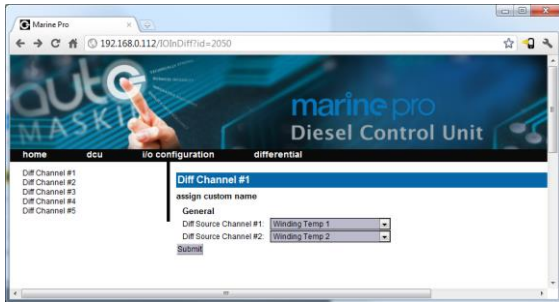 Marine Pro
192.168.0.112/IOInDiff?id=2050
auto
MASKIN
marine pro
Diesel Control Unit
home dcu i/o configuration differential
Diff Channel #1
Diff Channel #2
Diff Channel #3
Diff Channel #4
Diff Channel #5
Diff Channel #1
assign custom name
General
Diff Source Channel #1: Winding Temp 1
Diff Source Channel #2: Winding Temp 2
Submit